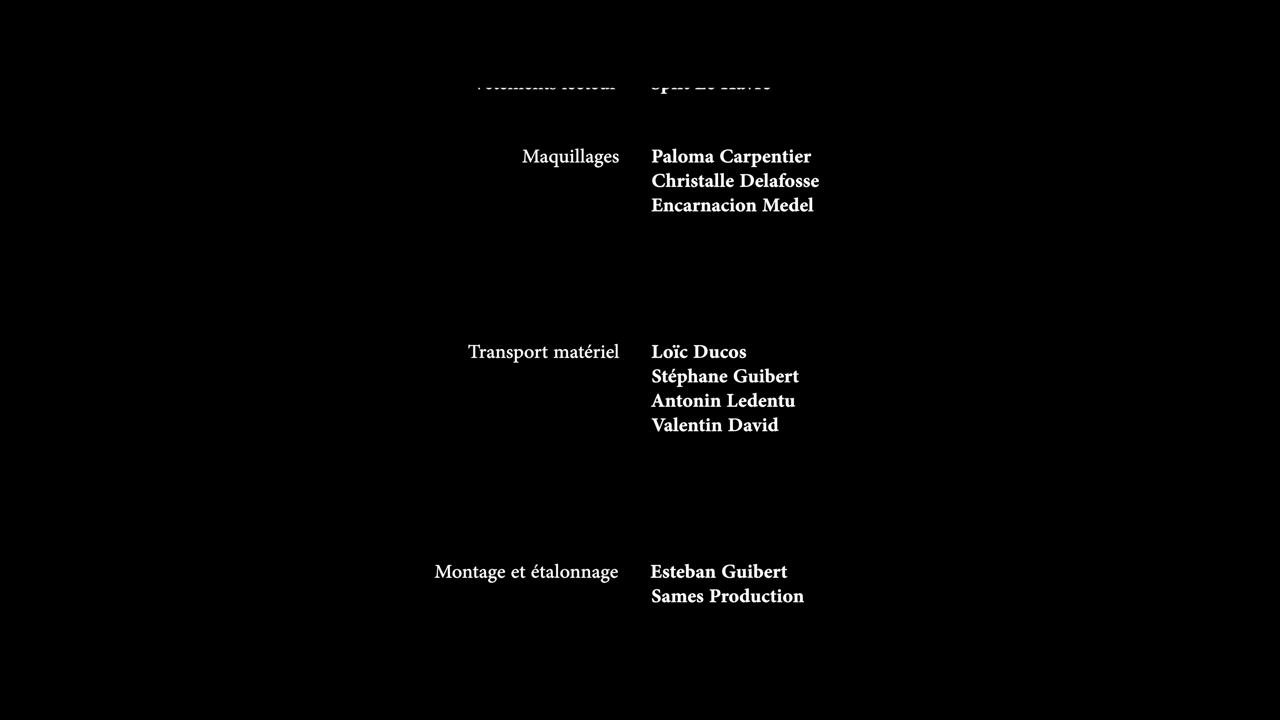 Maquillages Paloma Carpentier
Christalle Delafosse
Encarnacion Medel
Transport matériel Loïc Ducos
Stéphane Guibert
Antonin Ledentu
Valentin David
Montage et étalonnage Esteban Guibert
Sames Production